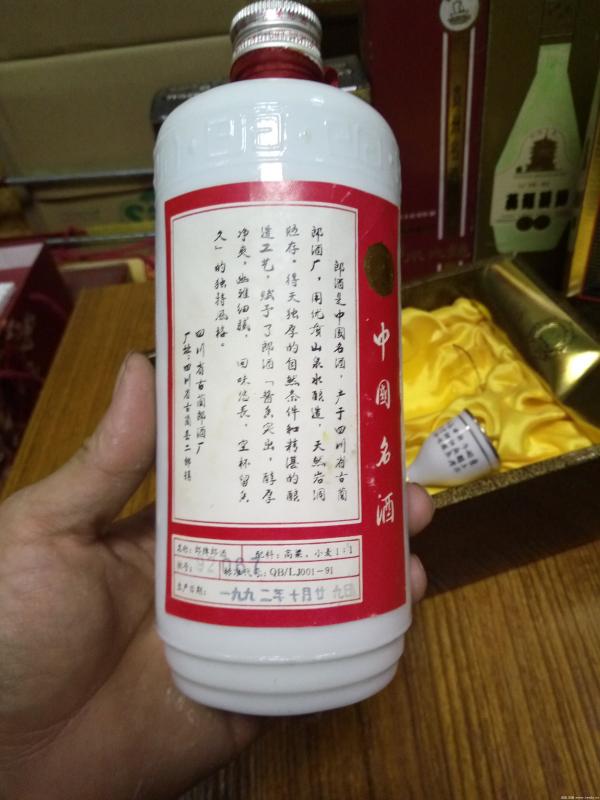 郎酒是中国名酒,产于四川省古蔺
郎酒厂,用优质山泉水酿造,天然岩洞
贮存。得天独厚的自然条件和精湛的酿
造工艺,赋予了郎酒「酱香突出,醇厚
净爽,幽雅细腻,回味悠长,空杯留香
久」的独特风格。
四川省古蔺郎酒厂
厂址:四川省古蔺县二郎镇
中国名酒
名称:郎牌郎酒 配料:高粱、小麦1:1
批号: 标准代号:QB/LJ001-91
生产日期: 一九九二年十月廿九日